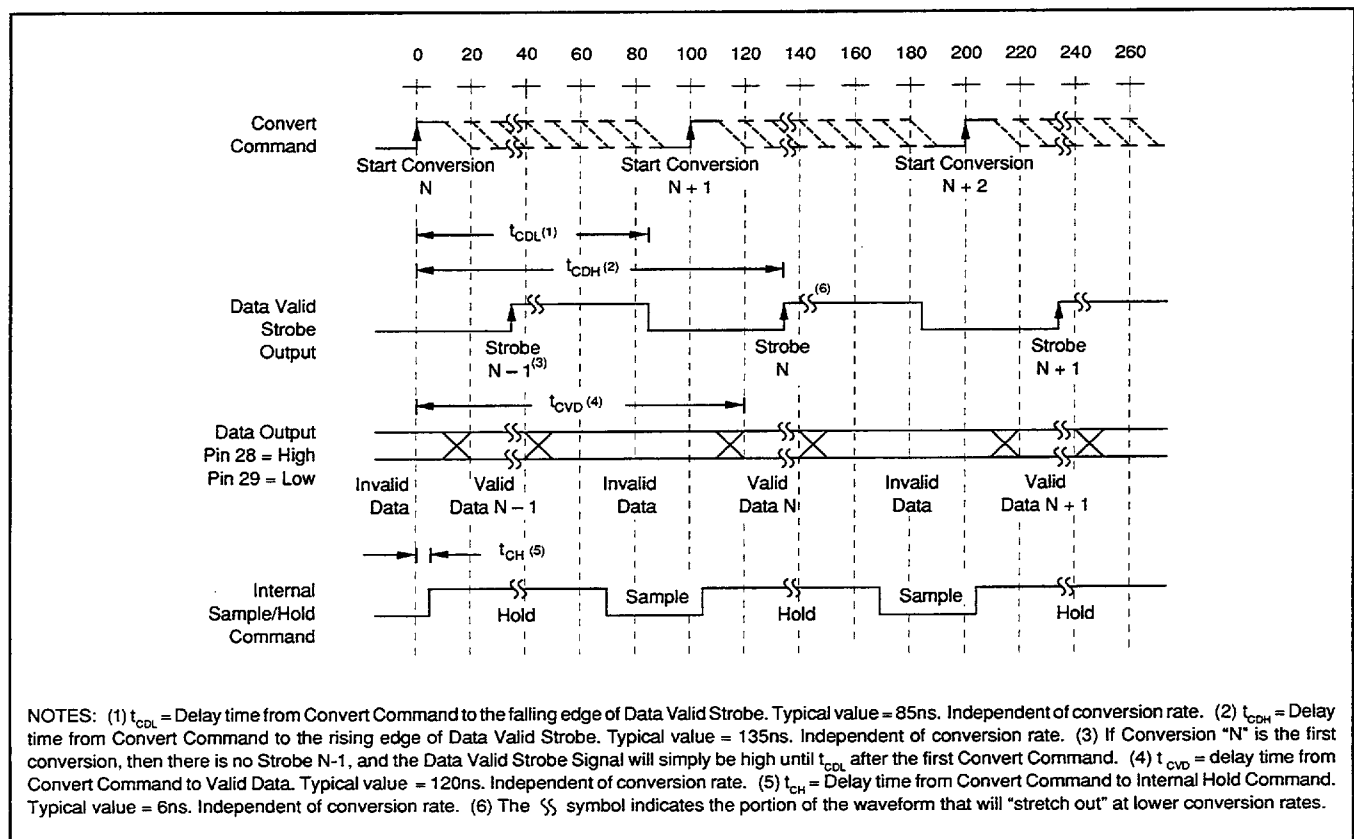 0 20 40 60 80 100 120 140 160 180 200 220 240 260
Convert
Command
Start Conversion
N
Start Conversion
N + 1
Start Conversion
N + 2
tCDL(1)
tCDH(2)
Data Valid
Strobe
Output
Strobe
N – 1(3)
(6)
Strobe
N
Strobe
N + 1
tCVD(4)
Data Output
Pin 28 = High
Pin 29 = Low
Invalid
Data
Valid
Data N – 1
Invalid
Data
Valid
Data N
Invalid
Data
Valid
Data N + 1
tCH(5)
Internal
Sample/Hold
Command
Hold
Sample
Hold
Sample
Hold
NOTES: (1) tCDL = Delay time from Convert Command to the falling edge of Data Valid Strobe. Typical value = 85ns. Independent of conversion rate. (2) tCDH = Delay
time from Convert Command to the rising edge of Data Valid Strobe. Typical value = 135ns. Independent of conversion rate. (3) If Conversion "N" is the first
conversion, then there is no Strobe N-1, and the Data Valid Strobe Signal will simply be high until tCDL after the first Convert Command. (4) tCVD = delay time from
Convert Command to Valid Data. Typical value = 120ns. Independent of conversion rate. (5) tCH = Delay time from Convert Command to Internal Hold Command.
Typical value = 6ns. Independent of conversion rate. (6) The symbol indicates the portion of the waveform that will "stretch out" at lower conversion rates.